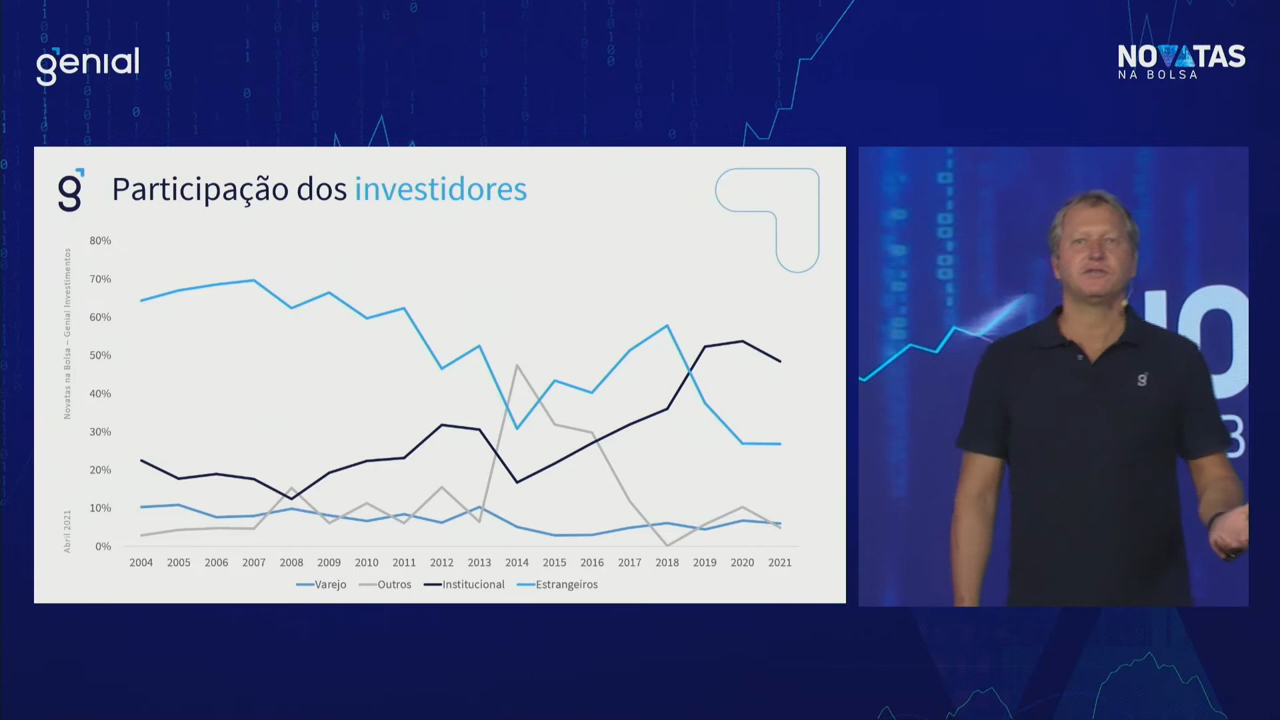 genial
NOVATAS
NA BOLSA
g Participação dos investidores
Novatas na Bolsa – Genial Investimentos
Abril 2021
80%
70%
60%
50%
40%
30%
20%
10%
0%
2004 2005 2006 2007 2008 2009 2010 2011 2012 2013 2014 2015 2016 2017 2018 2019 2020 2021
Varejo Outros Institucional Estrangeiros
g